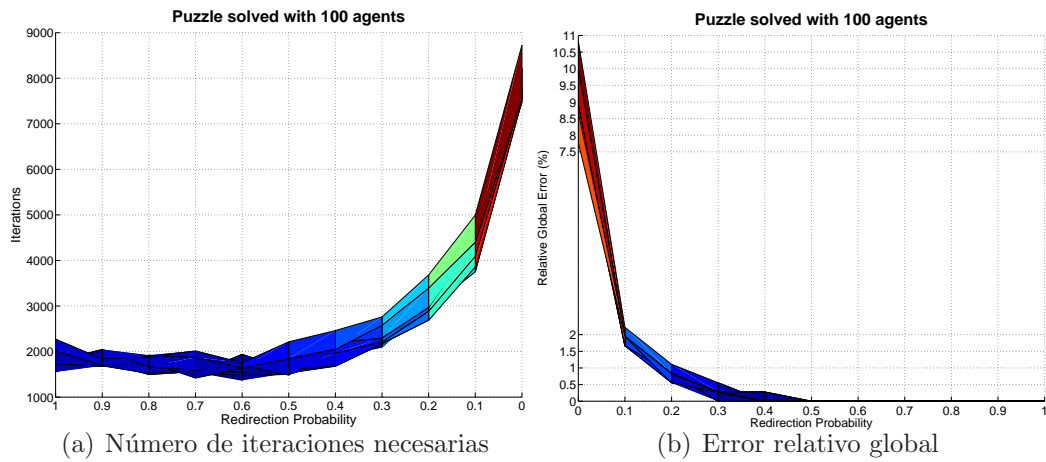 Puzzle solved with 100 agents
9000
8000
7000
6000
5000
4000
3000
2000
1000
Iterations
1 0.9 0.8 0.7 0.6 0.5 0.4 0.3 0.2 0.1 0
Redirection Probability
(a) Número de iteraciones necesarias
Puzzle solved with 100 agents
11
10.5
10
9.5
9
8.5
8
7.5
2
1.5
1
0.5
0
Relative Global Error (%)
0 0.1 0.2 0.3 0.4 0.5 0.6 0.7 0.8 0.9 1
Redirection Probability
(b) Error relativo global